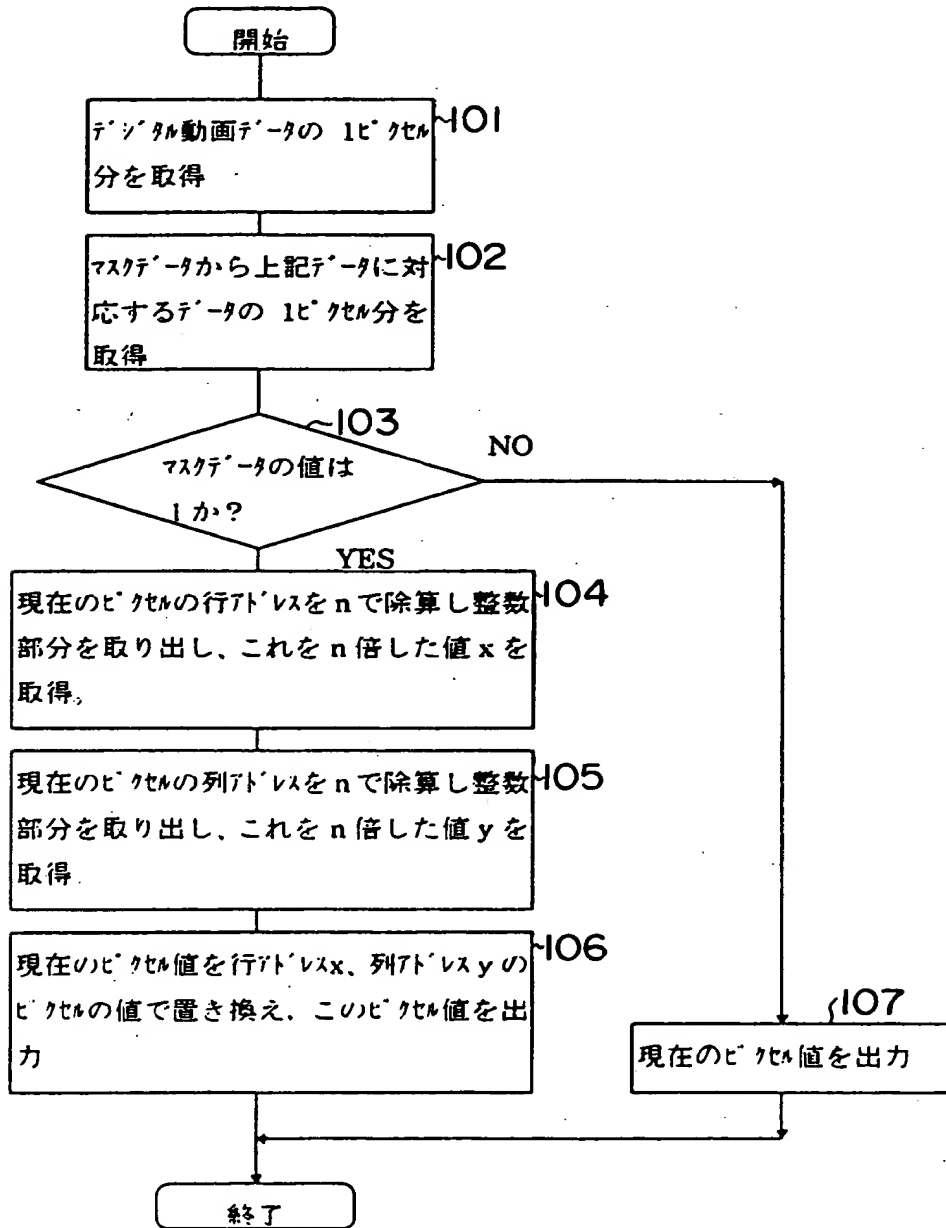 開始
101
デジタル動画データの 1ピクセル
分を取得
102
マスクデータから上記データに対
応するデータの 1ピクセル分を
取得
103
NO
マスクデータの値は
1か?
YES
104
現在のピクセルの行アドレスをnで除算し整数
部分を取り出し、これをn倍した値xを
取得
105
現在のピクセルの列アドレスをnで除算し整数
部分を取り出し、これをn倍した値yを
取得
106
現在のピクセル値を行アドレスx、列アドレスyの
ピクセルの値で置き換え、このピクセル値を出
力
107
現在のピクセル値を出力
終了